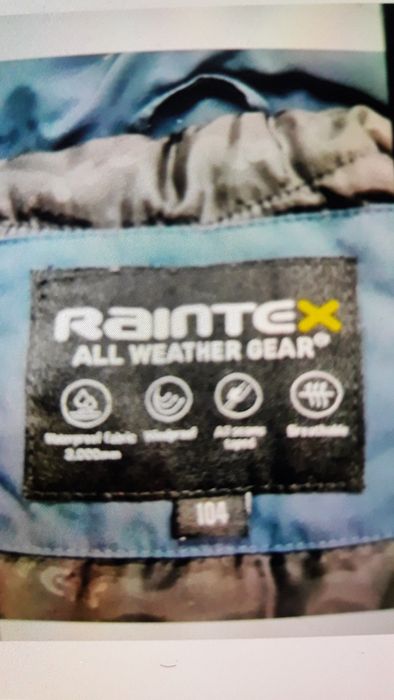 RAINTEX
ALL WEATHER GEAR®
Waterproof fabric Windproof All seams Breathable
3.000mm taped
104